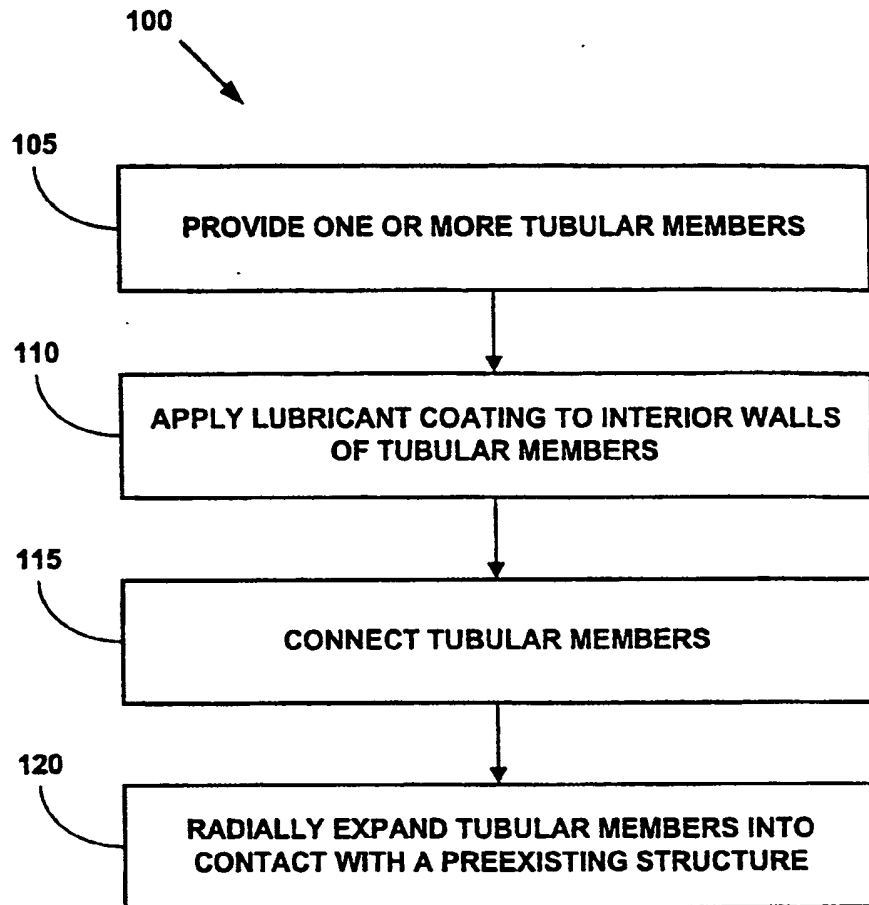 100
105
PROVIDE ONE OR MORE TUBULAR MEMBERS
110
APPLY LUBRICANT COATING TO INTERIOR WALLS
OF TUBULAR MEMBERS
115
CONNECT TUBULAR MEMBERS
120
RADIALLY EXPAND TUBULAR MEMBERS INTO
CONTACT WITH A PREEXISTING STRUCTURE